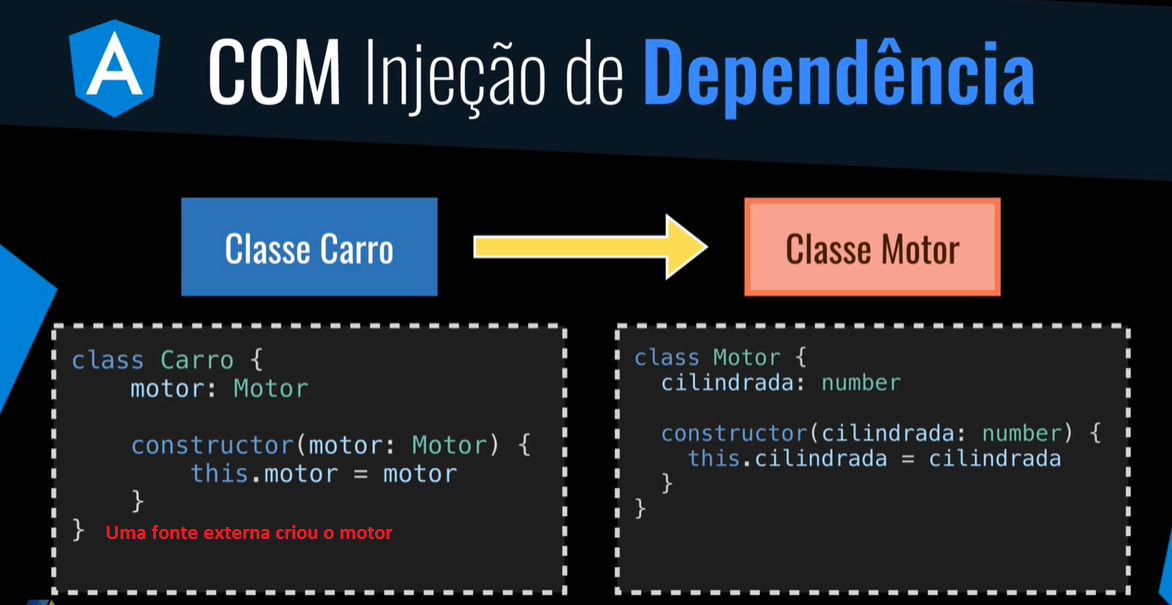 COM Injeção de Dependência
Classe Carro
Classe Motor
class Carro {
    motor: Motor

    constructor(motor: Motor) {
        this.motor = motor
    }
}
Uma fonte externa criou o motor
class Motor {
  cilindrada: number

  constructor(cilindrada: number) {
    this.cilindrada = cilindrada
  }
}